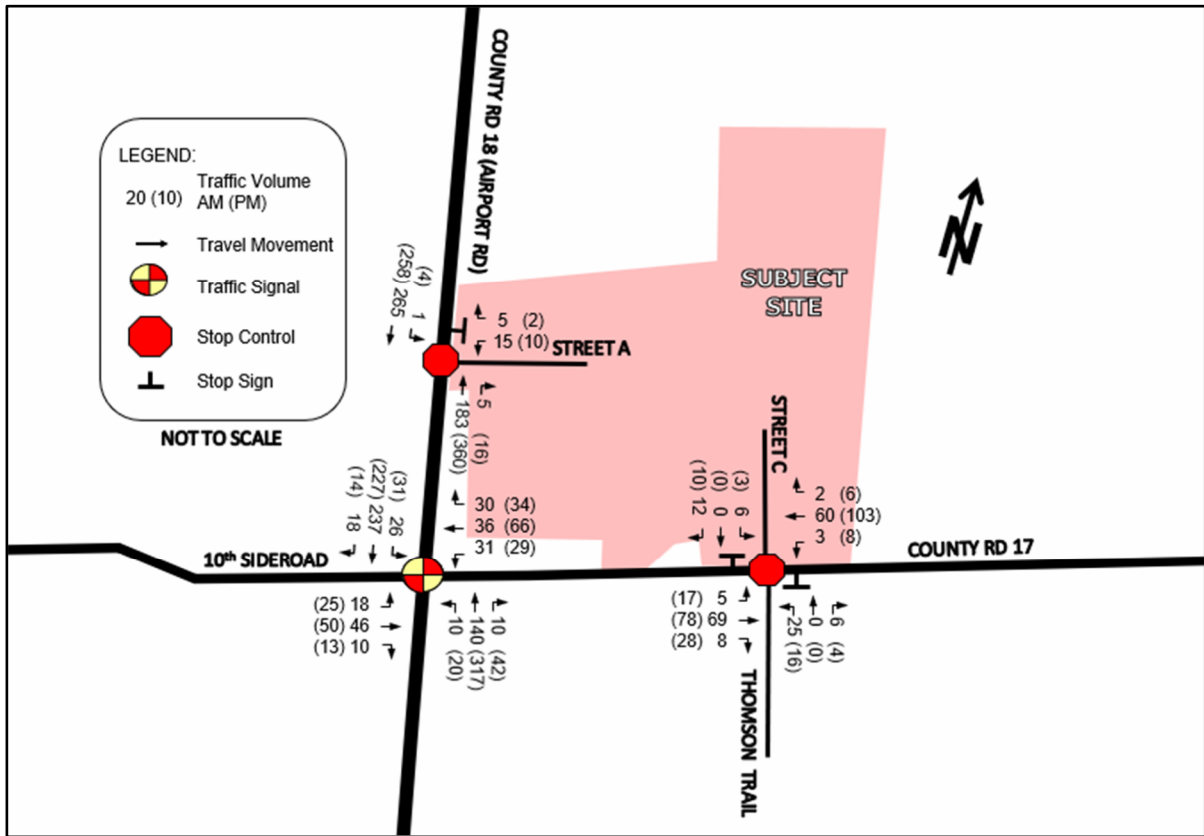 COUNTY RD 18 (AIRPORT RD)
LEGEND:
20 (10) Traffic Volume
AM (PM)
Travel Movement
Traffic Signal
Stop Control
Stop Sign
NOT TO SCALE
N
SUBJECT
SITE
(4) 1
(258) 265
5 (2)
15 (10)
STREET A
5 (16)
183 (360)
STREET C
(31) 26
(227) 237
(14) 18
30 (34)
36 (66)
31 (29)
(3) 6
(0) 0
(10) 12
2 (6)
60 (103)
3 (8)
10th SIDEROAD
COUNTY RD 17
(25) 18
(50) 46
(13) 10
10 (42)
140 (317)
10 (20)
(17) 5
(78) 69
(28) 8
6 (4)
0 (0)
25 (16)
THOMSON TRAIL